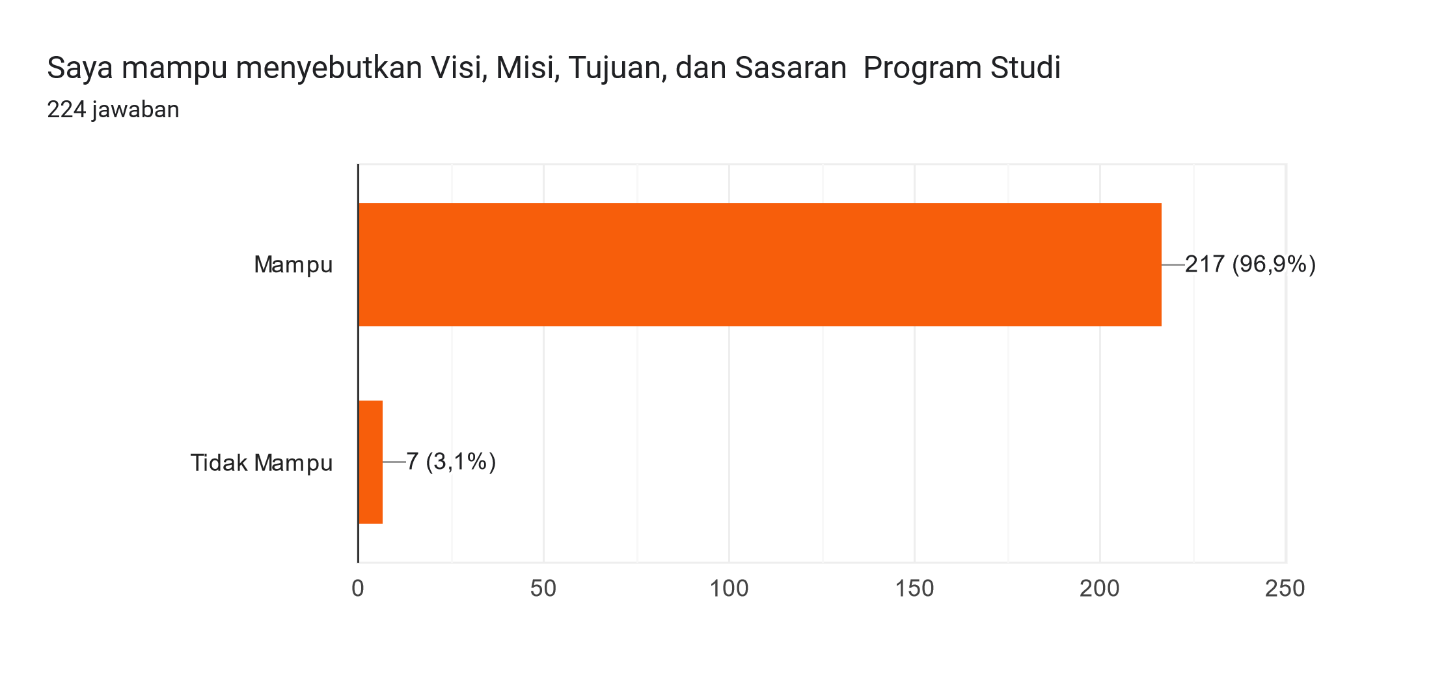 Saya mampu menyebutkan Visi, Misi, Tujuan, dan Sasaran  Program Studi
224 jawaban
Mampu
217 (96,9%)
Tidak Mampu
7 (3,1%)
0 50 100 150 200 250